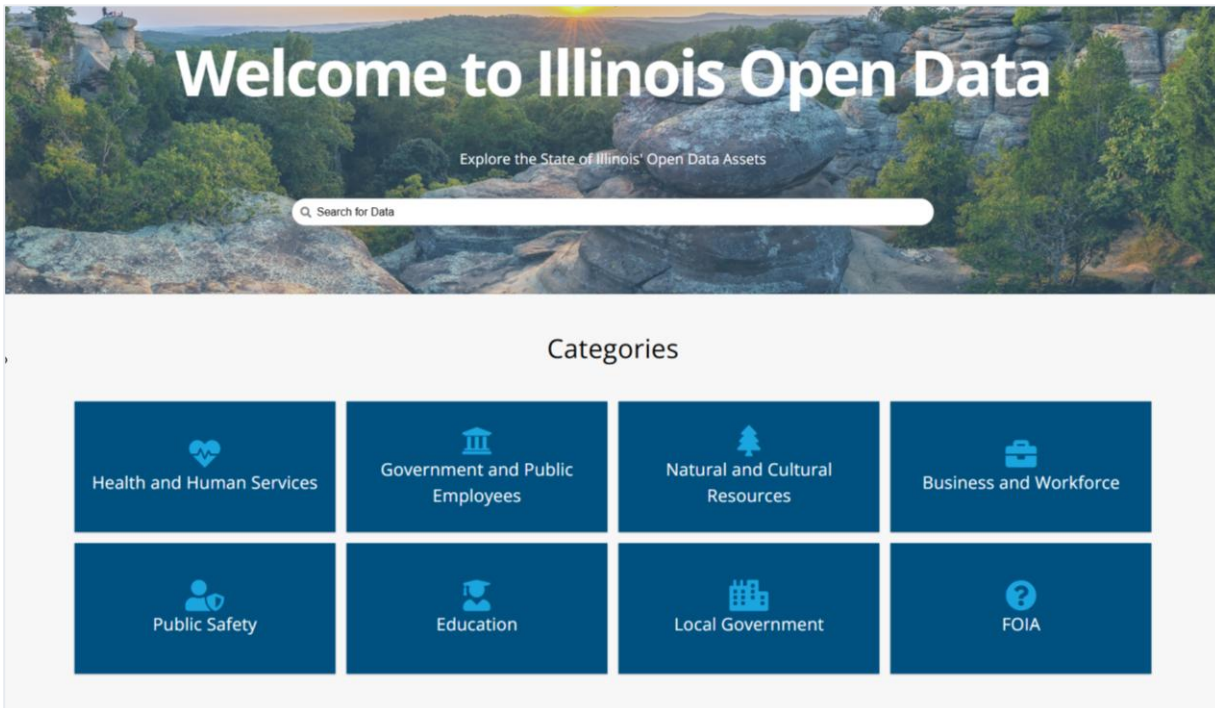 Welcome to Illinois Open Data
Explore the State of Illinois' Open Data Assets
Search for Data
Categories
Health and Human Services
Government and Public
Employees
Natural and Cultural
Resources
Business and Workforce
Public Safety
Education
Local Government
?
FOIA